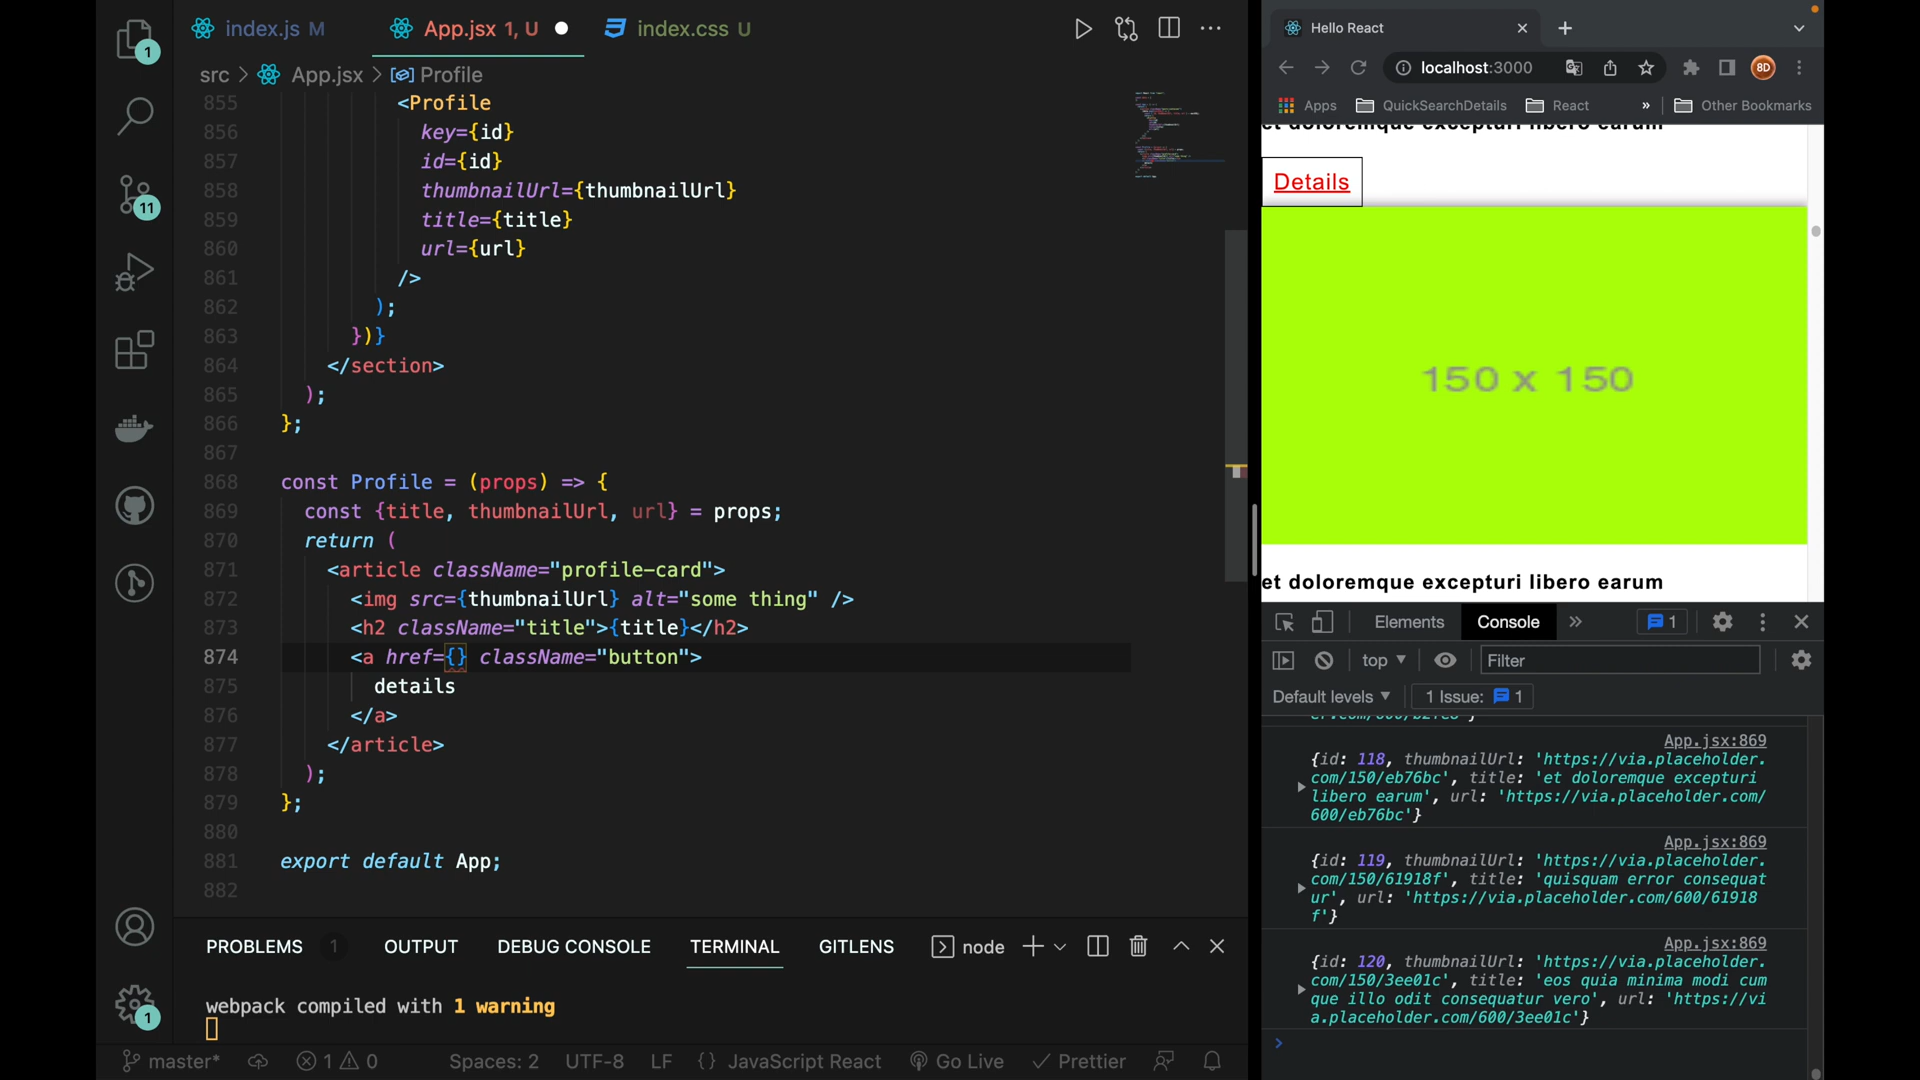 1
11
1
index.js M
App.jsx 1, U
index.css U
src > App.jsx > Profile
855 <Profile
856 key={id}
857 id={id}
858 thumbnailUrl={thumbnailUrl}
859 title={title}
860 url={url}
861 />
862 );
863 })}
864 </section>
865 );
866 };
867
868 const Profile = (props) => {
869 const {title, thumbnailUrl, url} = props;
870 return (
871 <article className="profile-card">
872 <img src={thumbnailUrl} alt="some thing" />
873 <h2 className="title">{title}</h2>
874 <a href={} className="button">
875 details
876 </a>
877 </article>
878 );
879 };
880
881 export default App;
882
PROBLEMS 1 OUTPUT DEBUG CONSOLE TERMINAL GITLENS node
webpack compiled with 1 warning
master* 1 0 Spaces: 2 UTF-8 LF {} JavaScript React Go Live Prettier
Hello React
localhost:3000 8D
Apps QuickSearchDetails React » Other Bookmarks
et doloremque excepturi libero earum
Details
150 x 150
et doloremque excepturi libero earum
Elements Console » 1
top Filter
Default levels 1 Issue: 1
App.jsx:869
{id: 118, thumbnailUrl: 'https://via.placeholder.
com/150/eb76bc', title: 'et doloremque excepturi
libero earum', url: 'https://via.placeholder.com/
600/eb76bc'}
App.jsx:869
{id: 119, thumbnailUrl: 'https://via.placeholder.
com/150/61918f', title: 'quisquam error consequat
ur', url: 'https://via.placeholder.com/600/61918
f'}
App.jsx:869
{id: 120, thumbnailUrl: 'https://via.placeholder.
com/150/3ee01c', title: 'eos quia minima modi cum
que illo odit consequatur vero', url: 'https://vi
a.placeholder.com/600/3ee01c'}
>